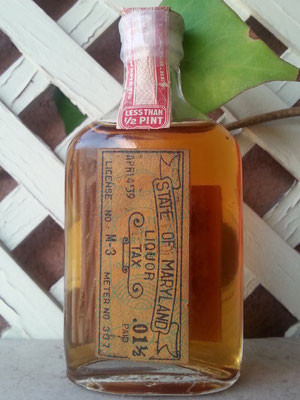 LESS THAN
1/2 PINT
STATE OF MARYLAND
LIQUOR
TAX
.01½
PAID
APR 14 '39
LICENSE NO. M-3 METER NO. 307